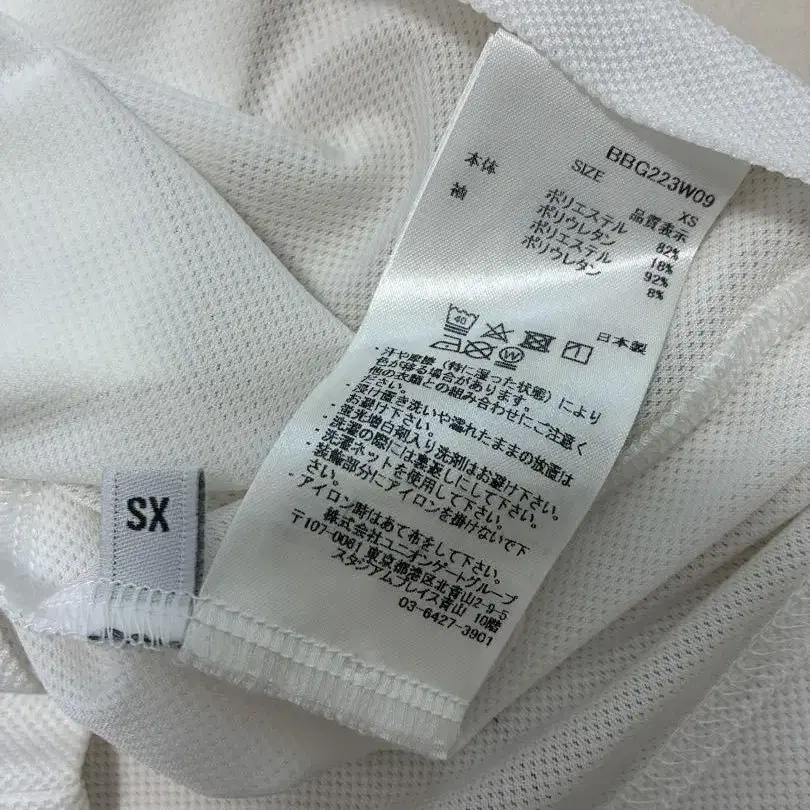 BBG223W09
SIZE XS
品質表示
本体 ポリエステル 82%
ポリウレタン 18%
袖 ポリエステル 92%
ポリウレタン 8%
40
W
日本製
・汗や摩擦（特に湿った状態）により
色が移る場合があります。
他の衣類との組み合わせにご注意く
ださい。
・浸け置き洗いや濡れたままの放置は
お避け下さい。
・蛍光増白剤入り洗剤はお避け下さい。
・洗濯の際には裏返しにして下さい。
・洗濯ネットを使用して下さい。
・装飾部分にアイロンを掛けないで下
さい。
・アイロン時はあて布をして下さい。
株式会社ユニオンゲートグループ
〒107-0061 東京都港区北青山2-9-5
スタジアムプレイス青山 10階
03-6427-3901
XS